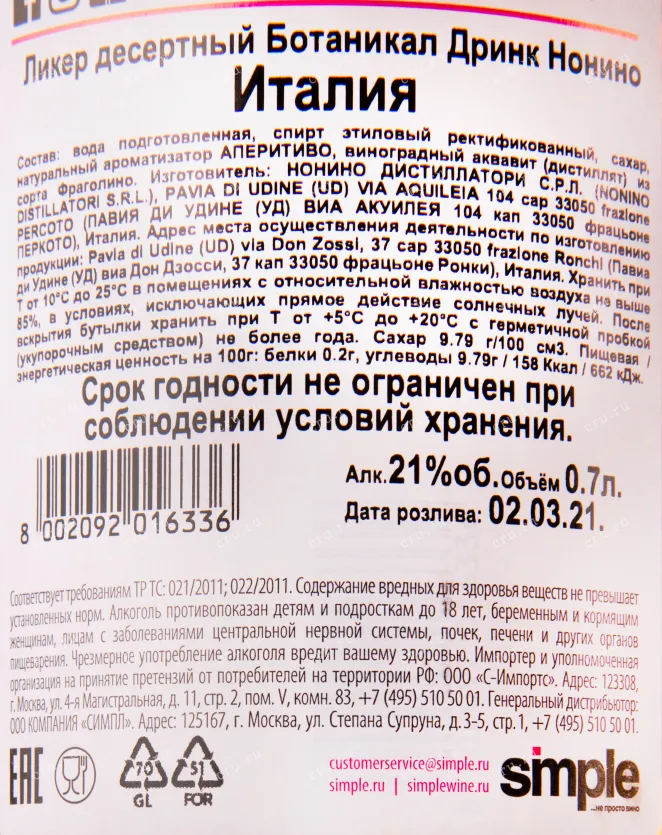 Ликер десертный Ботаникал Дринк Нонино
Италия
Состав: вода подготовленная, спирт этиловый ректификованный, сахар,
натуральный ароматизатор АПЕРИТИВО, виноградный аквавит (дистиллят) из
сорта Фраголино. Изготовитель: НОНИНО ДИСТИЛЛАТОРИ С.Р.Л. (NONINO
DISTILLATORI S.R.L.), PAVIA DI UDINE (UD) VIA AQUILEIA 104 cap 33050 frazione
PERCOTO (ПАВИЯ ДИ УДИНЕ (УД) ВИА АКУИЛЕЯ 104 кап 33050 фрацьоне
ПЕРКОТО), Италия. Адрес места осуществления деятельности по изготовлению
продукции: Pavia di Udine (UD) via Don Zossi, 37 cap 33050 frazione Ronchi (Павиа
ди Удине (УД) виа Дон Дзосси, 37 кап 33050 фрацьоне Ронки), Италия. Хранить при
Т от 10°С до 25°С в помещениях с относительной влажностью воздуха не выше
85%, в условиях, исключающих прямое действие солнечных лучей. После
вскрытия бутылки хранить при Т от +5°С до +20°С с герметичной пробкой
(укупорочным средством) не более года. Сахар 9.79 г/100 см3. Пищевая /
энергетическая ценность на 100г: белки 0.2г, углеводы 9.79г / 158 Ккал / 662 кДж.
Срок годности не ограничен при
соблюдении условий хранения.
Алк. 21%об. Объём 0.7л.
Дата розлива: 02.03.21.
8 002092 016336
Соответствует требованиям ТР ТС: 021/2011; 022/2011. Содержание вредных для здоровья веществ не превышает
установленных норм. Алкоголь противопоказан детям и подросткам до 18 лет, беременным и кормящим
женщинам, лицам с заболеваниями центральной нервной системы, почек, печени и других органов
пищеварения. Чрезмерное употребление алкоголя вредит вашему здоровью. Импортер и уполномоченная
организация на принятие претензий от потребителей на территории РФ: ООО «С-Импортс». Адрес: 123308,
г. Москва, ул. 4-я Магистральная, д. 11, стр. 2, пом. V, комн. 83, +7 (495) 510 50 01. Генеральный дистрибьютор:
ООО КОМПАНИЯ «СИМПЛ». Адрес: 125167, г. Москва, ул. Степана Супруна, д. 3-5, стр.1, +7 (495) 510 50 01.
EAC
70
GL
51
FOR
customerservice@simple.ru
simple.ru | simplewine.ru
simple
...не просто вино